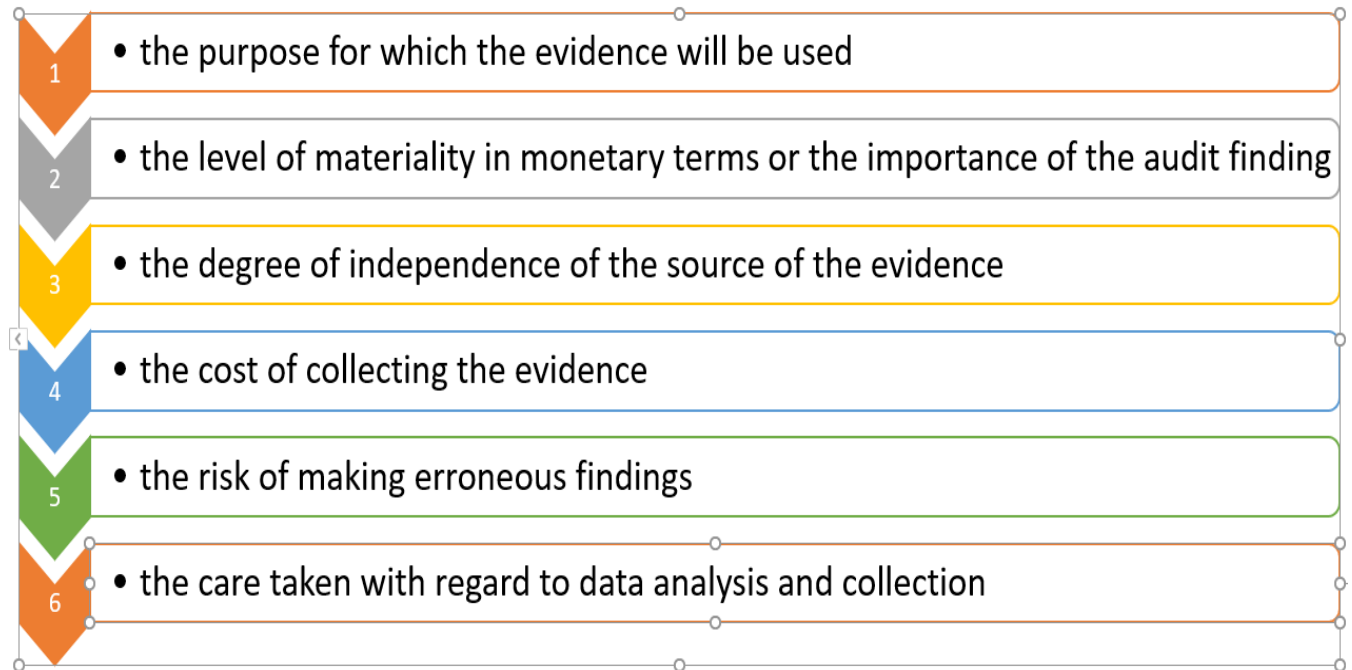 1
• the purpose for which the evidence will be used
2
• the level of materiality in monetary terms or the importance of the audit finding
3
• the degree of independence of the source of the evidence
4
• the cost of collecting the evidence
5
• the risk of making erroneous findings
6
• the care taken with regard to data analysis and collection